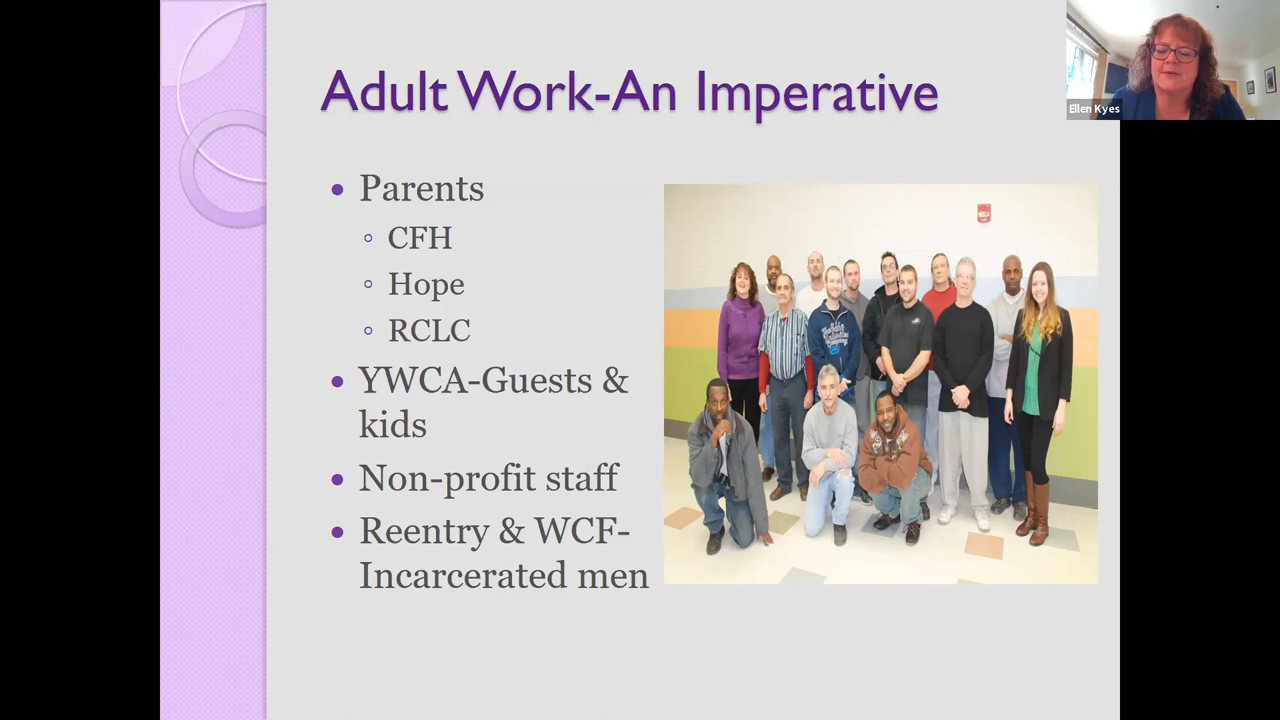 Adult Work-An Imperative
Ellen Kyes
• Parents
◦ CFH
◦ Hope
◦ RCLC
• YWCA-Guests &
kids
• Non-profit staff
• Reentry & WCF-
Incarcerated men